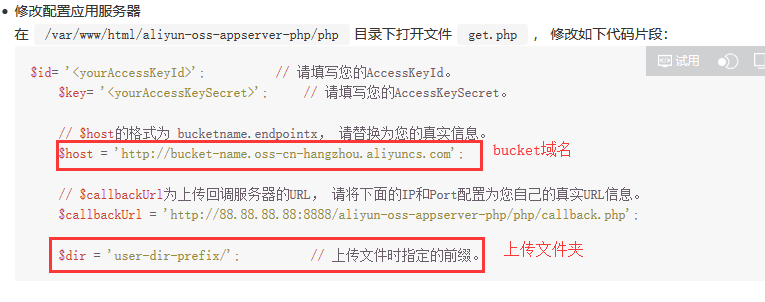 • 修改配置应用服务器
在 /var/www/html/aliyun-oss-appserver-php/php 目录下打开文件 get.php ，修改如下代码片段：
试用
$id= '<yourAccessKeyId>'; // 请填写您的AccessKeyId。
$key= '<yourAccessKeySecret>'; // 请填写您的AccessKeySecret。
// $host的格式为 bucketname.endpointx， 请替换为您的真实信息。
$host = 'http://bucket-name.oss-cn-hangzhou.aliyuncs.com'; bucket域名
// $callbackUrl为上传回调服务器的URL， 请将下面的IP和Port配置为您自己的真实URL信息。
$callbackUrl = 'http://88.88.88.88:8888/aliyun-oss-appserver-php/php/callback.php';
$dir = 'user-dir-prefix/'; // 上传文件时指定的前缀。 上传文件夹